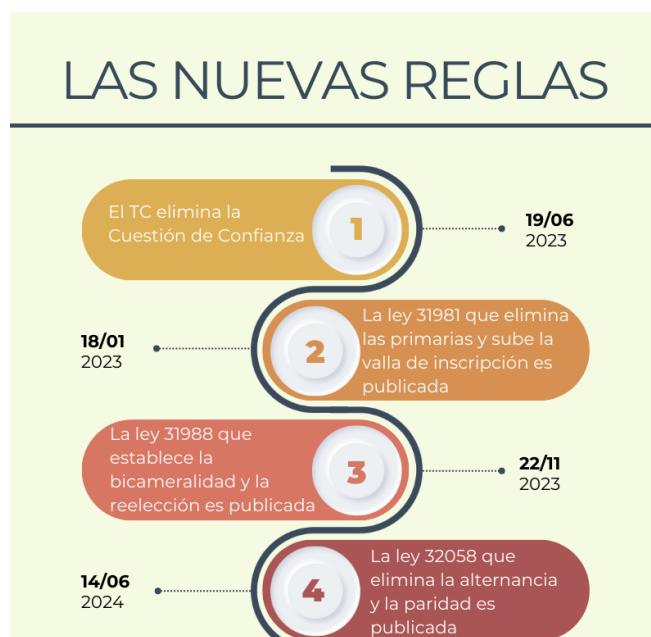 LAS NUEVAS REGLAS
El TC elimina la
Cuestión de Confianza
1
19/06
2023
18/01
2023
2
La ley 31981 que elimina
las primarias y sube la
valla de inscripción es
publicada
La ley 31988 que
establece la
bicameralidad y la
reelección es publicada
3
22/11
2023
14/06
2024
4
La ley 32058 que
elimina la alternancia
y la paridad es
publicada